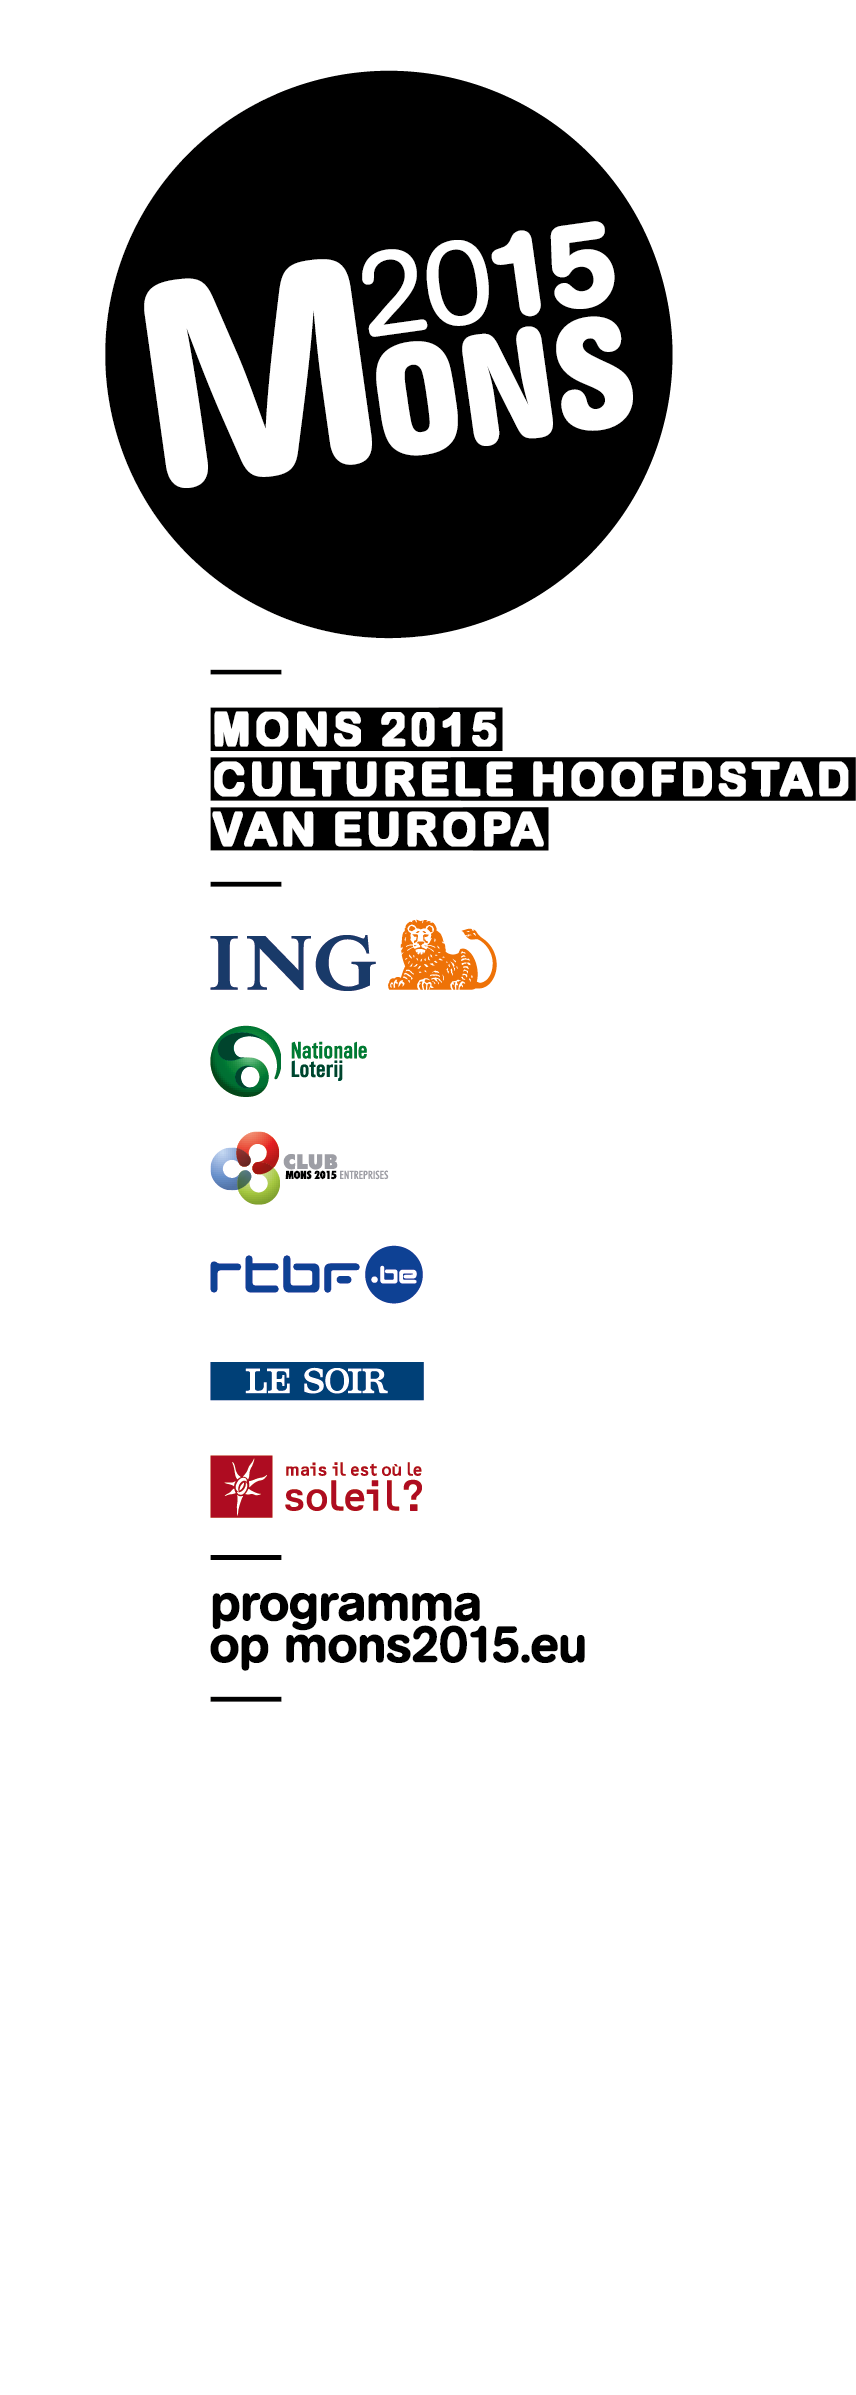 2015
MONS
MONS 2015
CULTURELE HOOFDSTAD
VAN EUROPA
ING
Nationale
Loterij
CLUB
MONS 2015 ENTREPRISES
rtbf.be
LE SOIR
mais il est où le
soleil?
programma
op mons2015.eu